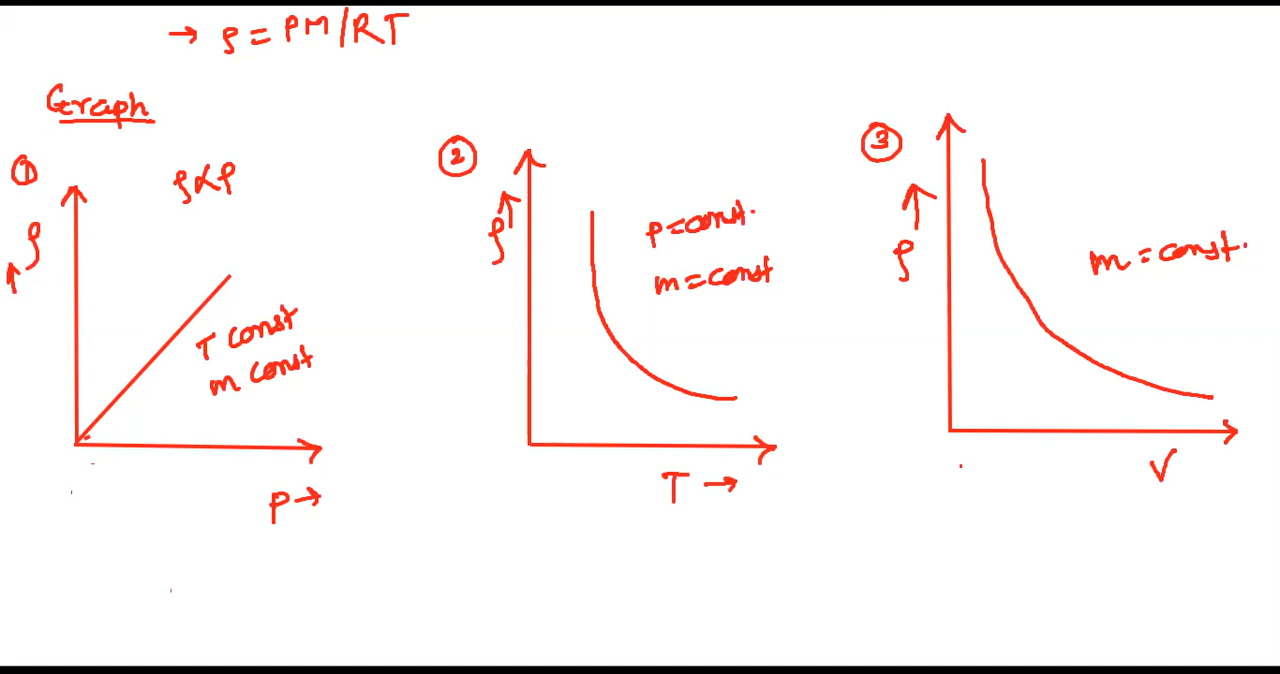 → ρ = PM/RT
Graph
①
ρ∝P
ρ
↑
T const
m const
P→
②
ρ↑
P=const.
m=const
T →
③
ρ↑
m=const.
V